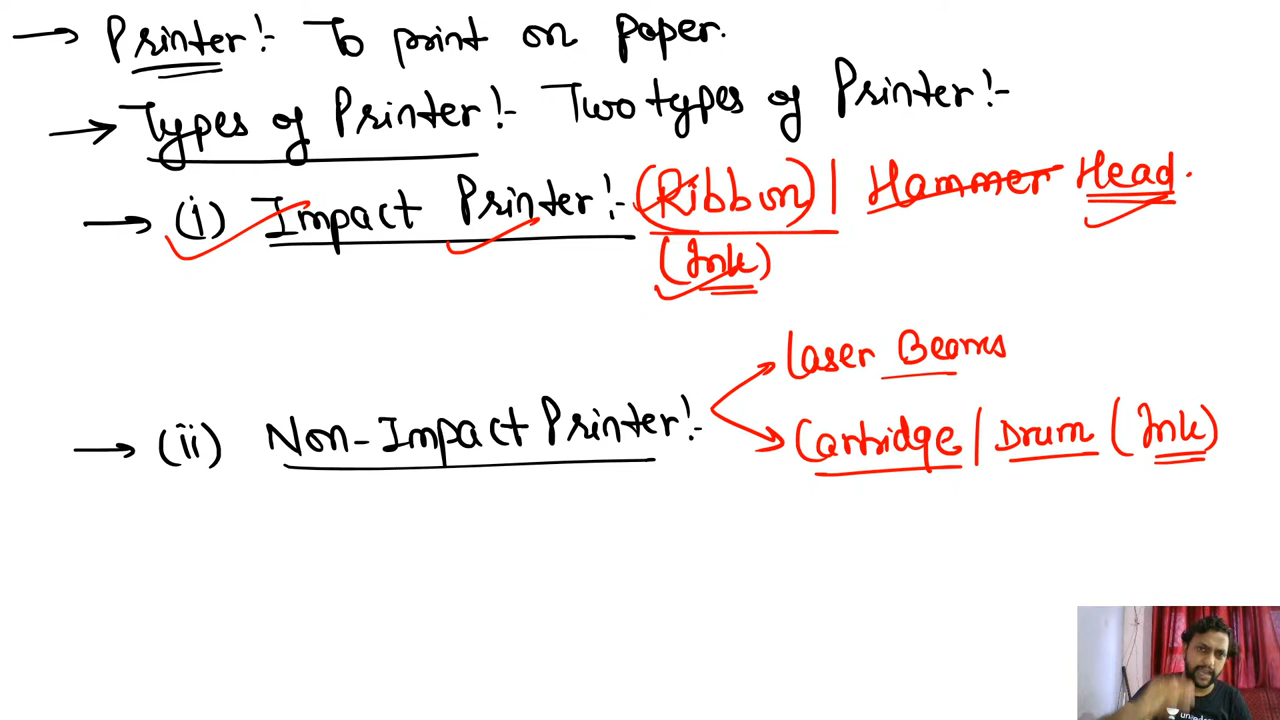 → Printer:- To print on paper.
→ Types of Printer:- Two types of Printer:-
→ (i) Impact Printer:- (Ribbon) | Hammer Head.
(Ink)
Laser Beams
→ (ii) Non-Impact Printer:-
Cartridge | Drum (Ink)